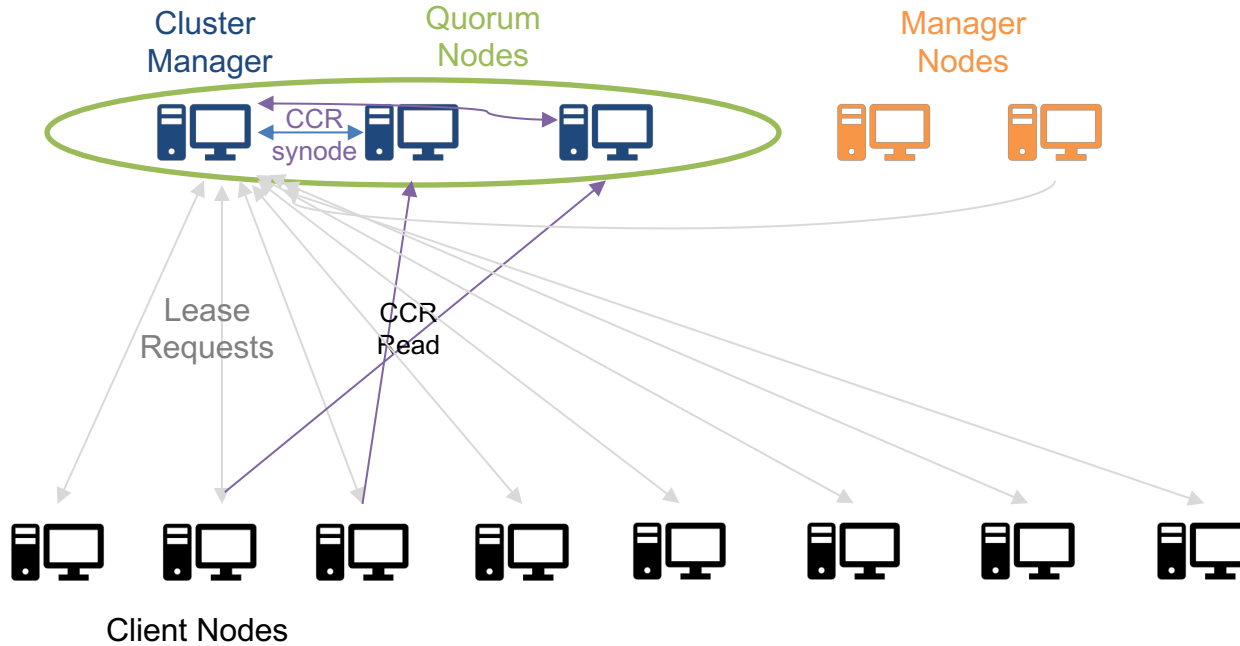 Cluster
Manager
Quorum
Nodes
Manager
Nodes
CCR
synode
Lease
Requests
CCR
Read
Client Nodes